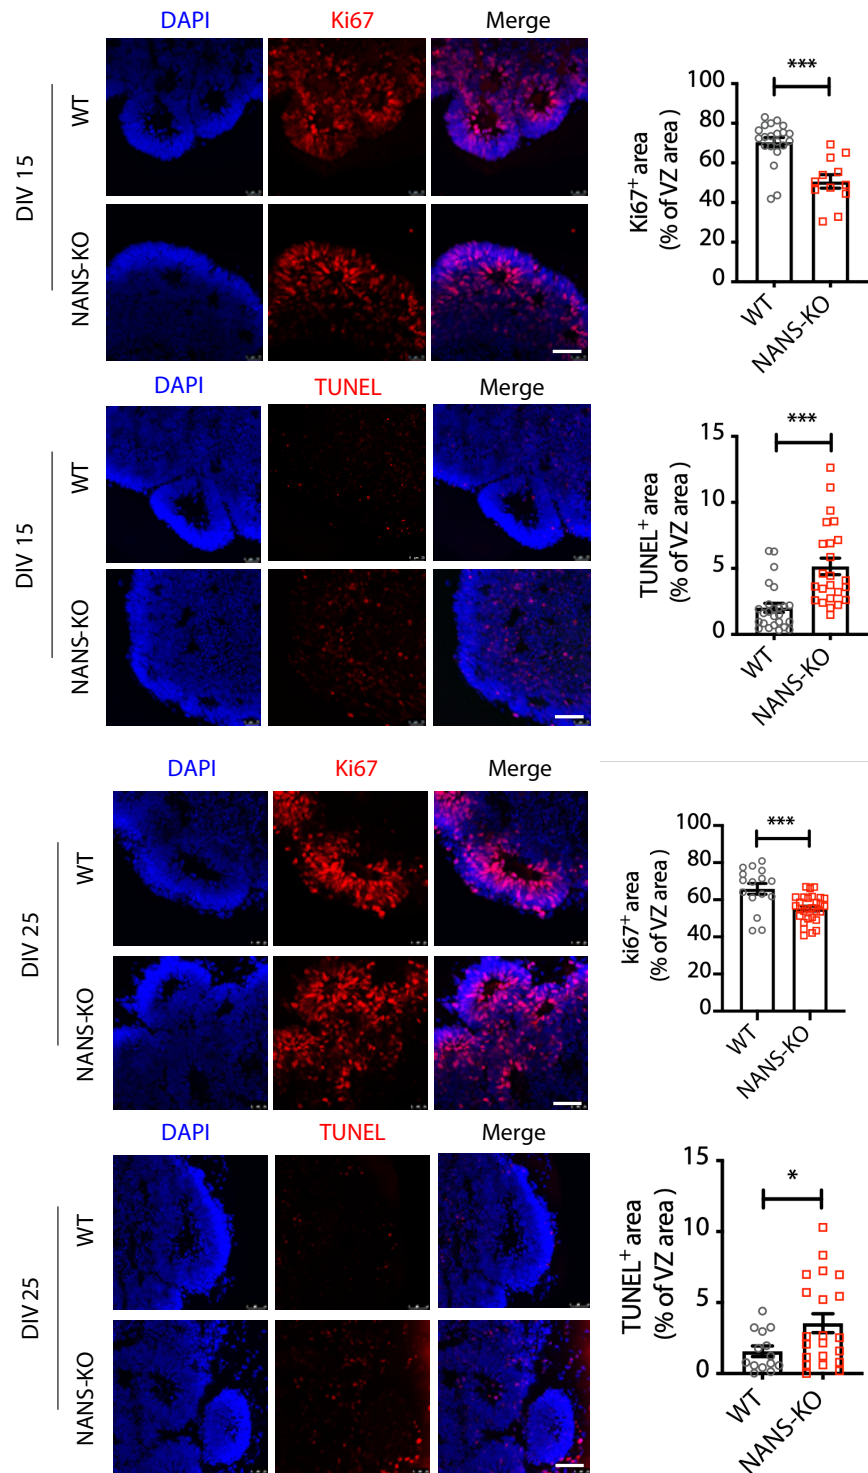 DAPI Ki67 Merge
DIV 15
WT
NANS-KO
Ki67+ area
(% of VZ area)
100
80
60
40
20
0
***
WT
NANS-KO
DAPI TUNEL Merge
DIV 15
WT
NANS-KO
TUNEL+ area
(% of VZ area )
15
10
5
0
***
WT
NANS-KO
DAPI Ki67 Merge
DIV 25
WT
NANS-KO
ki67+ area
(% of VZ area)
100
80
60
40
20
0
***
WT
NANS-KO
DAPI TUNEL Merge
DIV 25
WT
NANS-KO
TUNEL+ area
(% of VZ area )
15
10
5
0
*
WT
NANS-KO